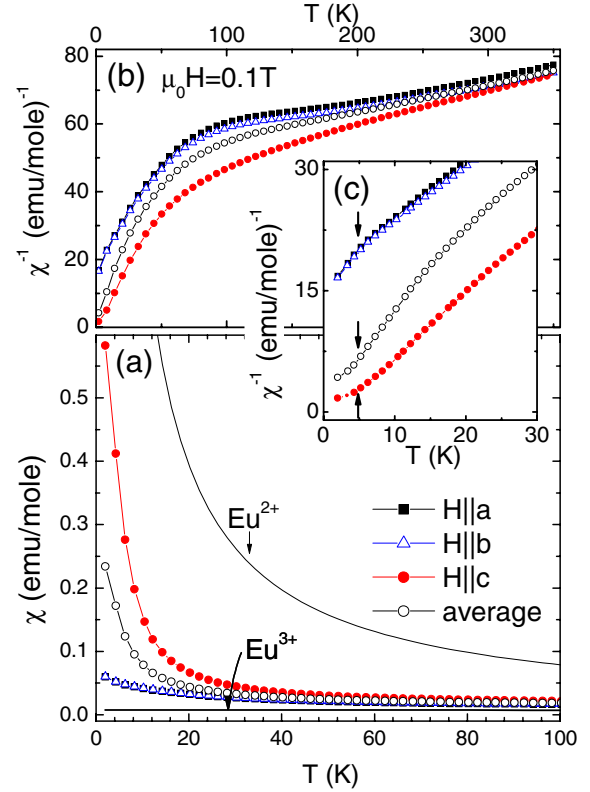 T (K)
0 100 200 300
80
60
40
20
0
χ⁻¹ (emu/mole)⁻¹
(b) μ₀H=0.1T
(c)
30
15
0
χ⁻¹ (emu/mole)⁻¹
0 10 20 30
T (K)
(a)
0.5
0.4
0.3
0.2
0.1
0.0
χ (emu/mole)
Eu²⁺
H||a
H||b
H||c
average
Eu³⁺
0 20 40 60 80 100
T (K)